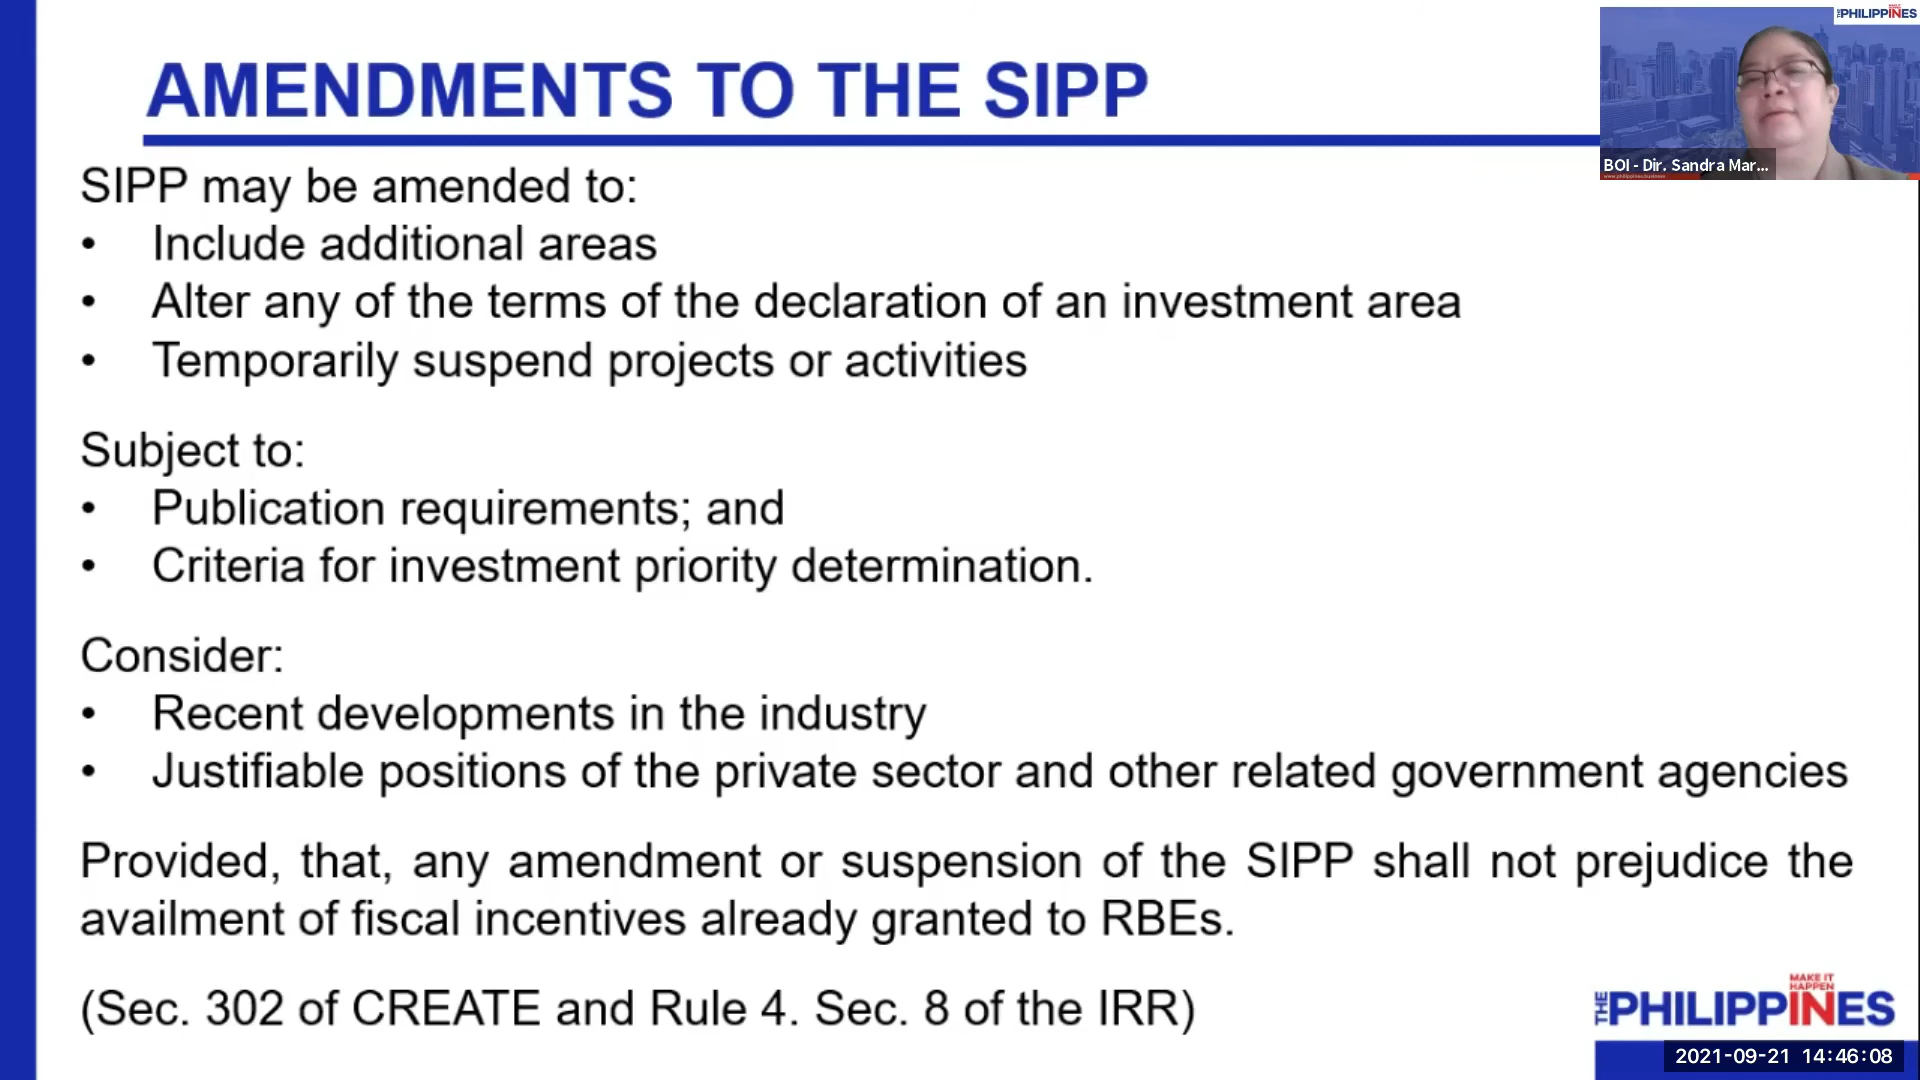 AMENDMENTS TO THE SIPP
THE PHILIPPINES
BOI - Dir. Sandra Mar...
SIPP may be amended to:
• Include additional areas
• Alter any of the terms of the declaration of an investment area
• Temporarily suspend projects or activities
Subject to:
• Publication requirements; and
• Criteria for investment priority determination.
Consider:
• Recent developments in the industry
• Justifiable positions of the private sector and other related government agencies
Provided, that, any amendment or suspension of the SIPP shall not prejudice the
availment of fiscal incentives already granted to RBEs.
(Sec. 302 of CREATE and Rule 4. Sec. 8 of the IRR)
MAKE IT
HAPPEN
THE PHILIPPINES
2021-09-21 14:46:08